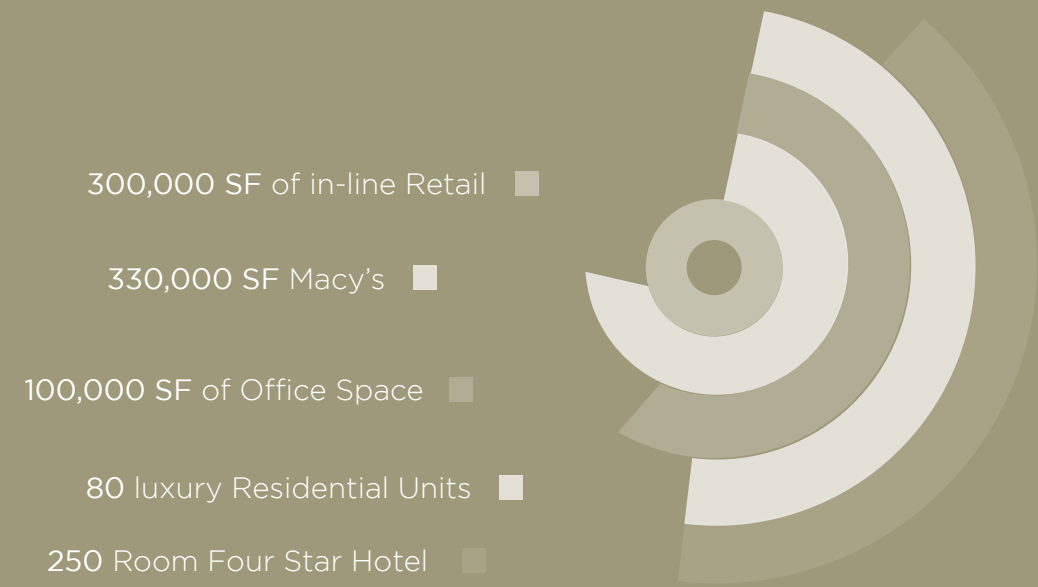 300,000 SF of in-line Retail
330,000 SF Macy’s
100,000 SF of Office Space
80 luxury Residential Units
250 Room Four Star Hotel